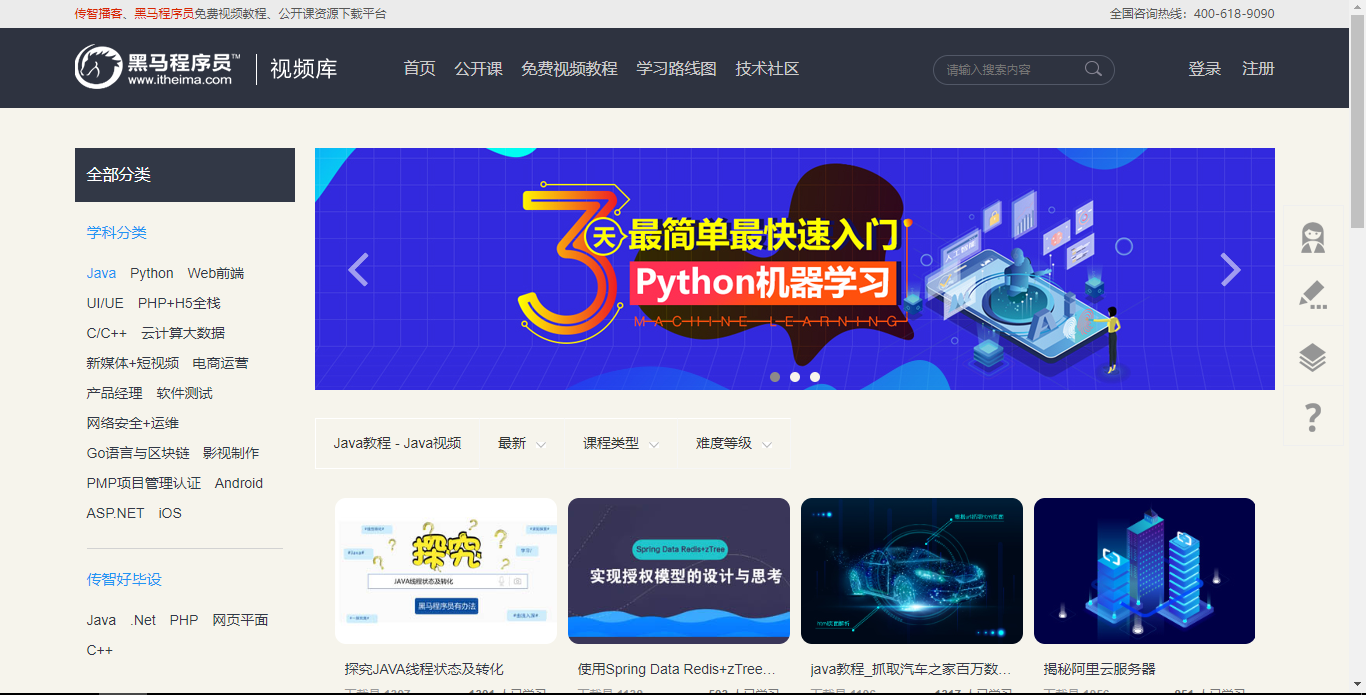 传智播客、黑马程序员免费视频教程、公开课资源下载平台
全国咨询热线：400-618-9090
黑马程序员™
www.itheima.com
视频库
首页 公开课 免费视频教程 学习路线图 技术社区
请输入搜索内容
登录 注册
全部分类
学科分类
Java Python Web前端
UI/UE PHP+H5全栈
C/C++ 云计算大数据
新媒体+短视频 电商运营
产品经理 软件测试
网络安全+运维
Go语言与区块链 影视制作
PMP项目管理认证 Android
ASP.NET iOS
传智好毕设
Java .Net PHP 网页平面
C++
3天最简单最快速入门
Python机器学习
MACHINE LEARNING
人工智能
AI
?
Java教程 - Java视频 最新 课程类型 难度等级
#Java#
探究
JAVA线程状态及转化
黑马程序员有办法
Spring Data Redis+zTree
实现授权模型的设计与思考
探究JAVA线程状态及转化
使用Spring Data Redis+zTree...
java教程_抓取汽车之家百万数...
揭秘阿里云服务器